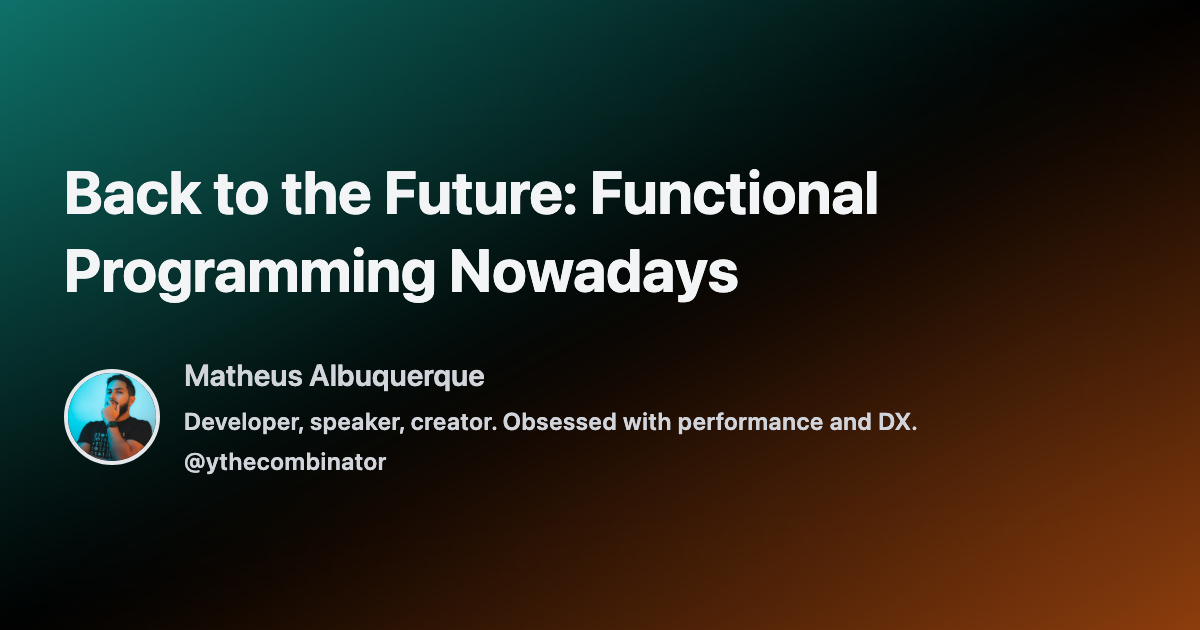 Back to the Future: Functional
Programming Nowadays
Matheus Albuquerque
Developer, speaker, creator. Obsessed with performance and DX.
@ythecombinator